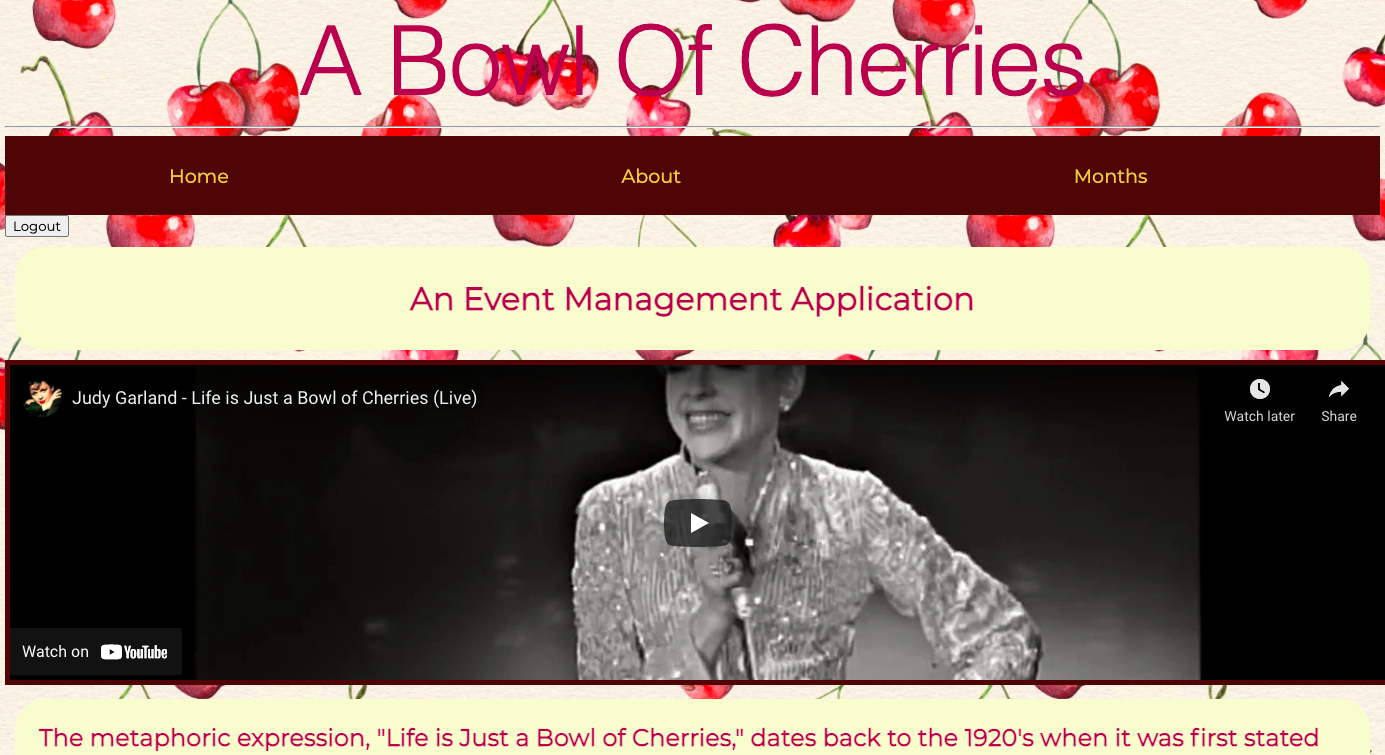 A Bowl Of Cherries
Home About Months
Logout
An Event Management Application
Judy Garland - Life is Just a Bowl of Cherries (Live)
Watch later Share
Watch on YouTube
The metaphoric expression, "Life is Just a Bowl of Cherries," dates back to the 1920's when it was first stated